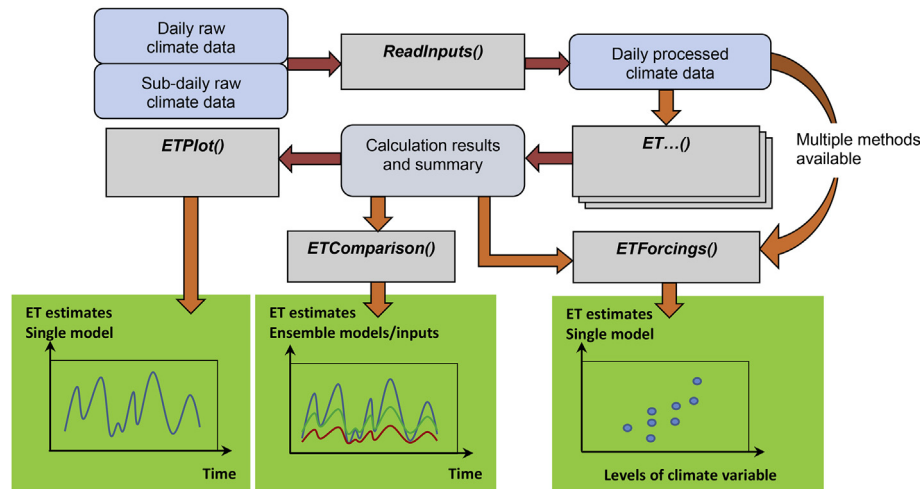 Daily raw
climate data
Sub-daily raw
climate data
ReadInputs()
Daily processed
climate data
Multiple methods
available
ETPlot()
Calculation results
and summary
ET...()
ETComparison()
ETForcings()
ET estimates
Single model
Time
ET estimates
Ensemble models/inputs
Time
ET estimates
Single model
Levels of climate variable